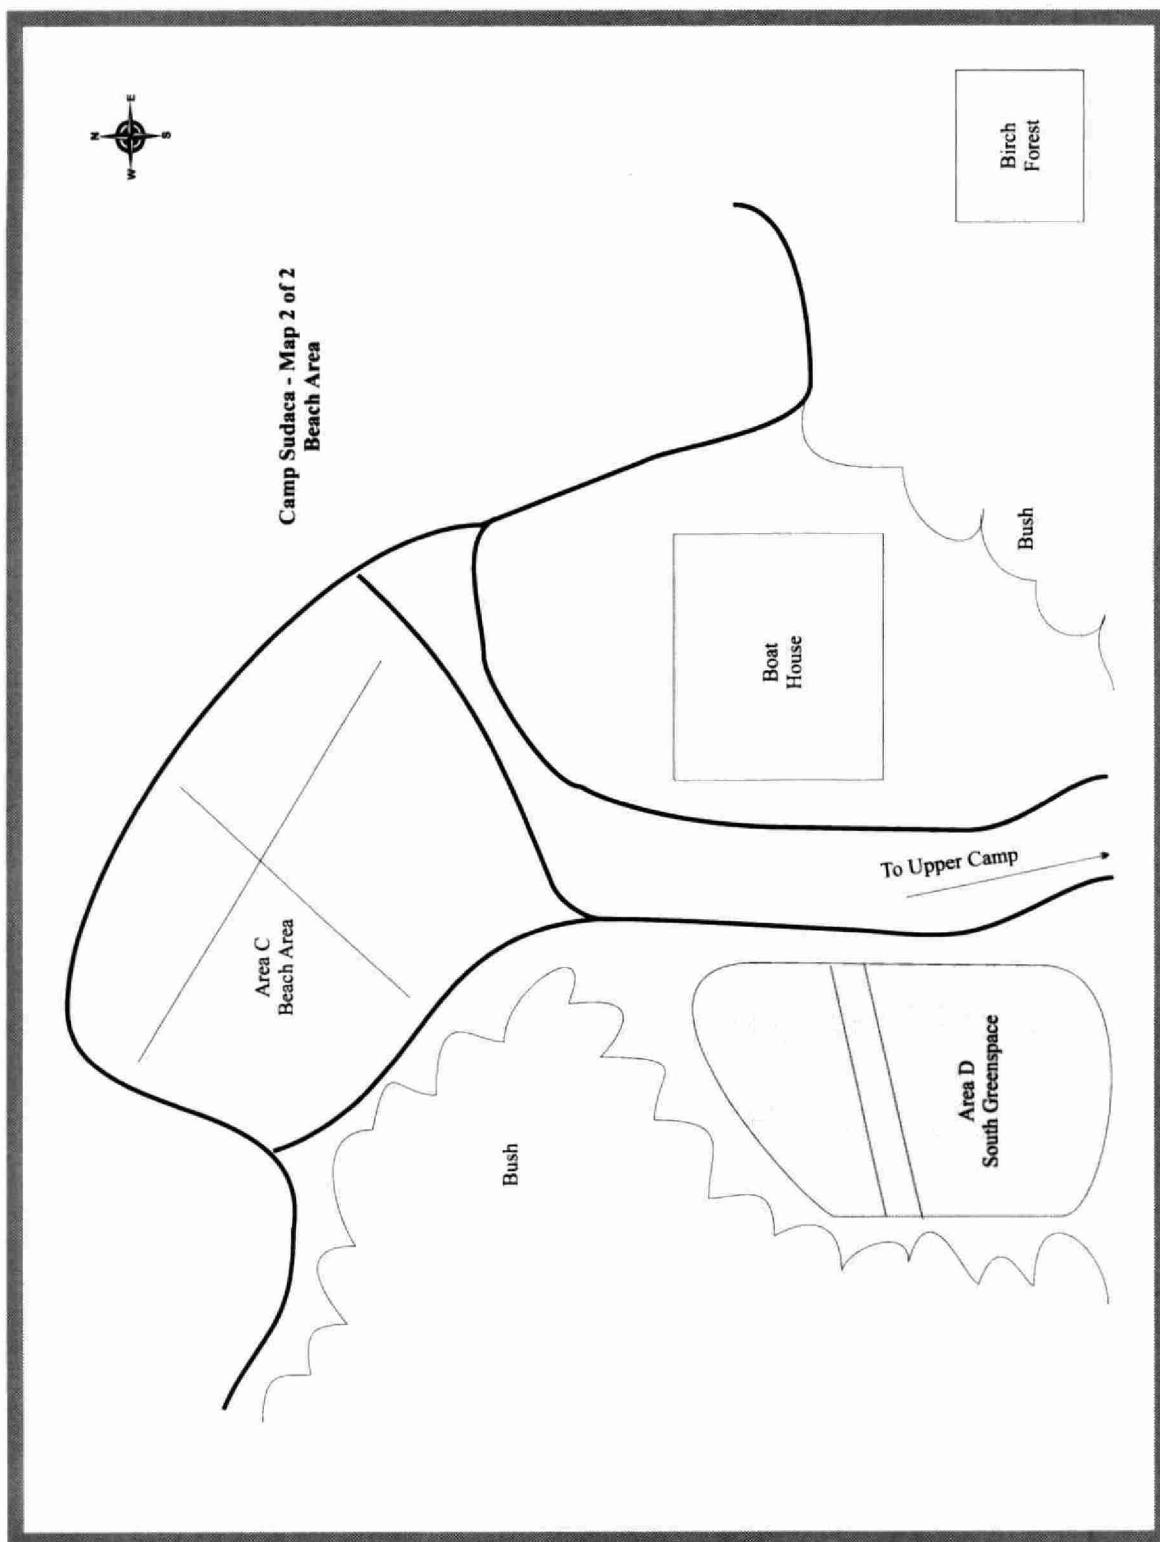 Camp Sudaca - Map 2 of 2
Beach Area
N
E
S
W
Area C
Beach Area
Bush
Boat
House
Bush
Birch
Forest
To Upper Camp
Area D
South Greenspace